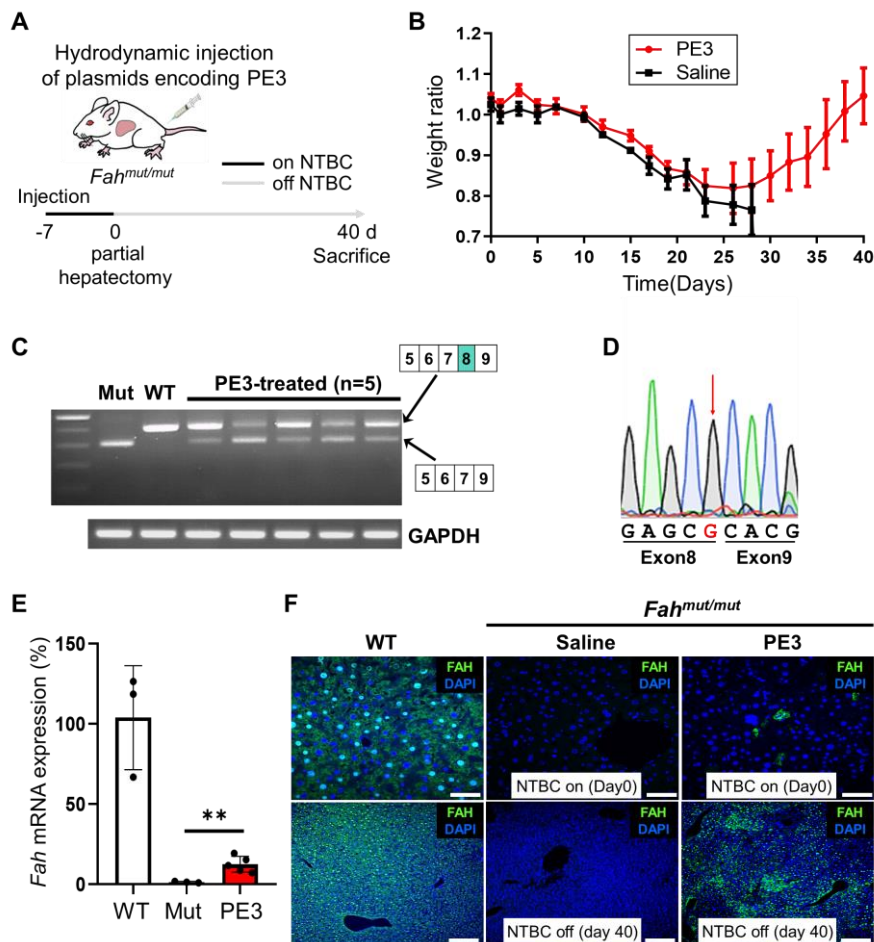 A
Hydrodynamic injection
of plasmids encoding PE3
Fah^mut/mut
on NTBC
off NTBC
Injection
-7 0 40 d
partial Sacrifice
hepatectomy
B
Weight ratio
1.2
1.1
1.0
0.9
0.8
0.7
PE3
Saline
0 5 10 15 20 25 30 35 40
Time(Days)
C
Mut WT PE3-treated (n=5)
5 6 7 8 9
5 6 7 9
GAPDH
D
G A G C G C A C G
Exon8 Exon9
E
Fah mRNA expression (%)
150
100
50
0
**
WT Mut PE3
F
Fah^mut/mut
WT Saline PE3
FAH FAH FAH
DAPI DAPI DAPI
NTBC on (Day0) NTBC on (Day0)
FAH FAH FAH
DAPI DAPI DAPI
NTBC off (day 40) NTBC off (day 40)